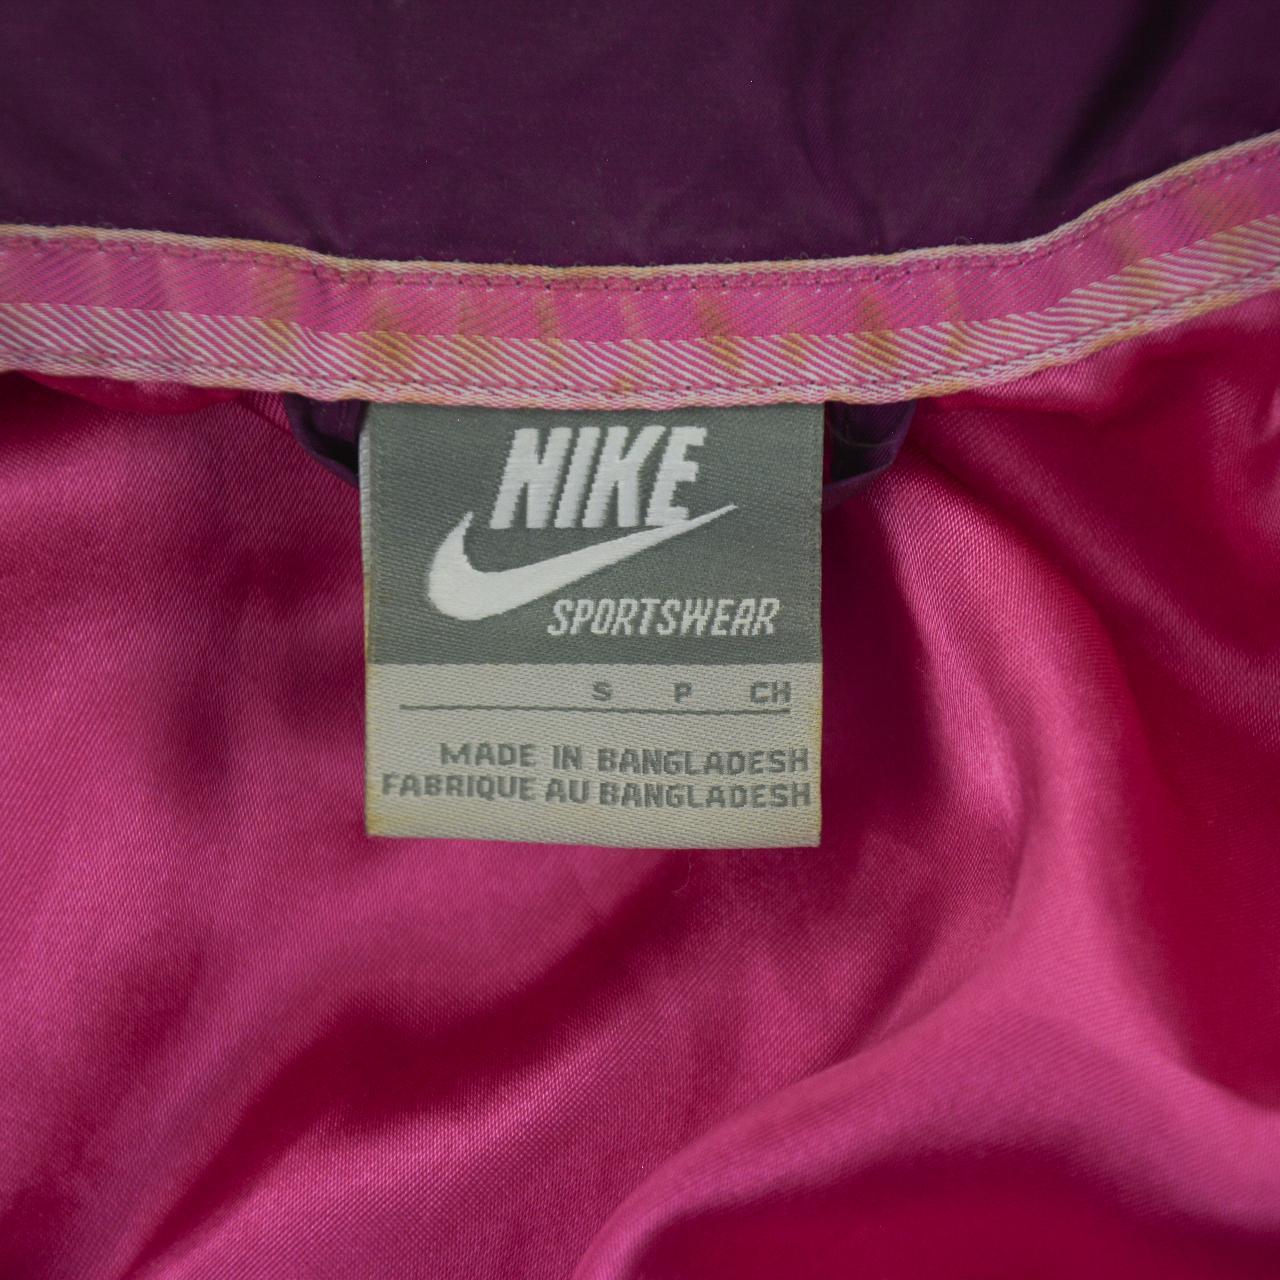 NIKE
SPORTSWEAR
S P CH
MADE IN BANGLADESH
FABRIQUE AU BANGLADESH